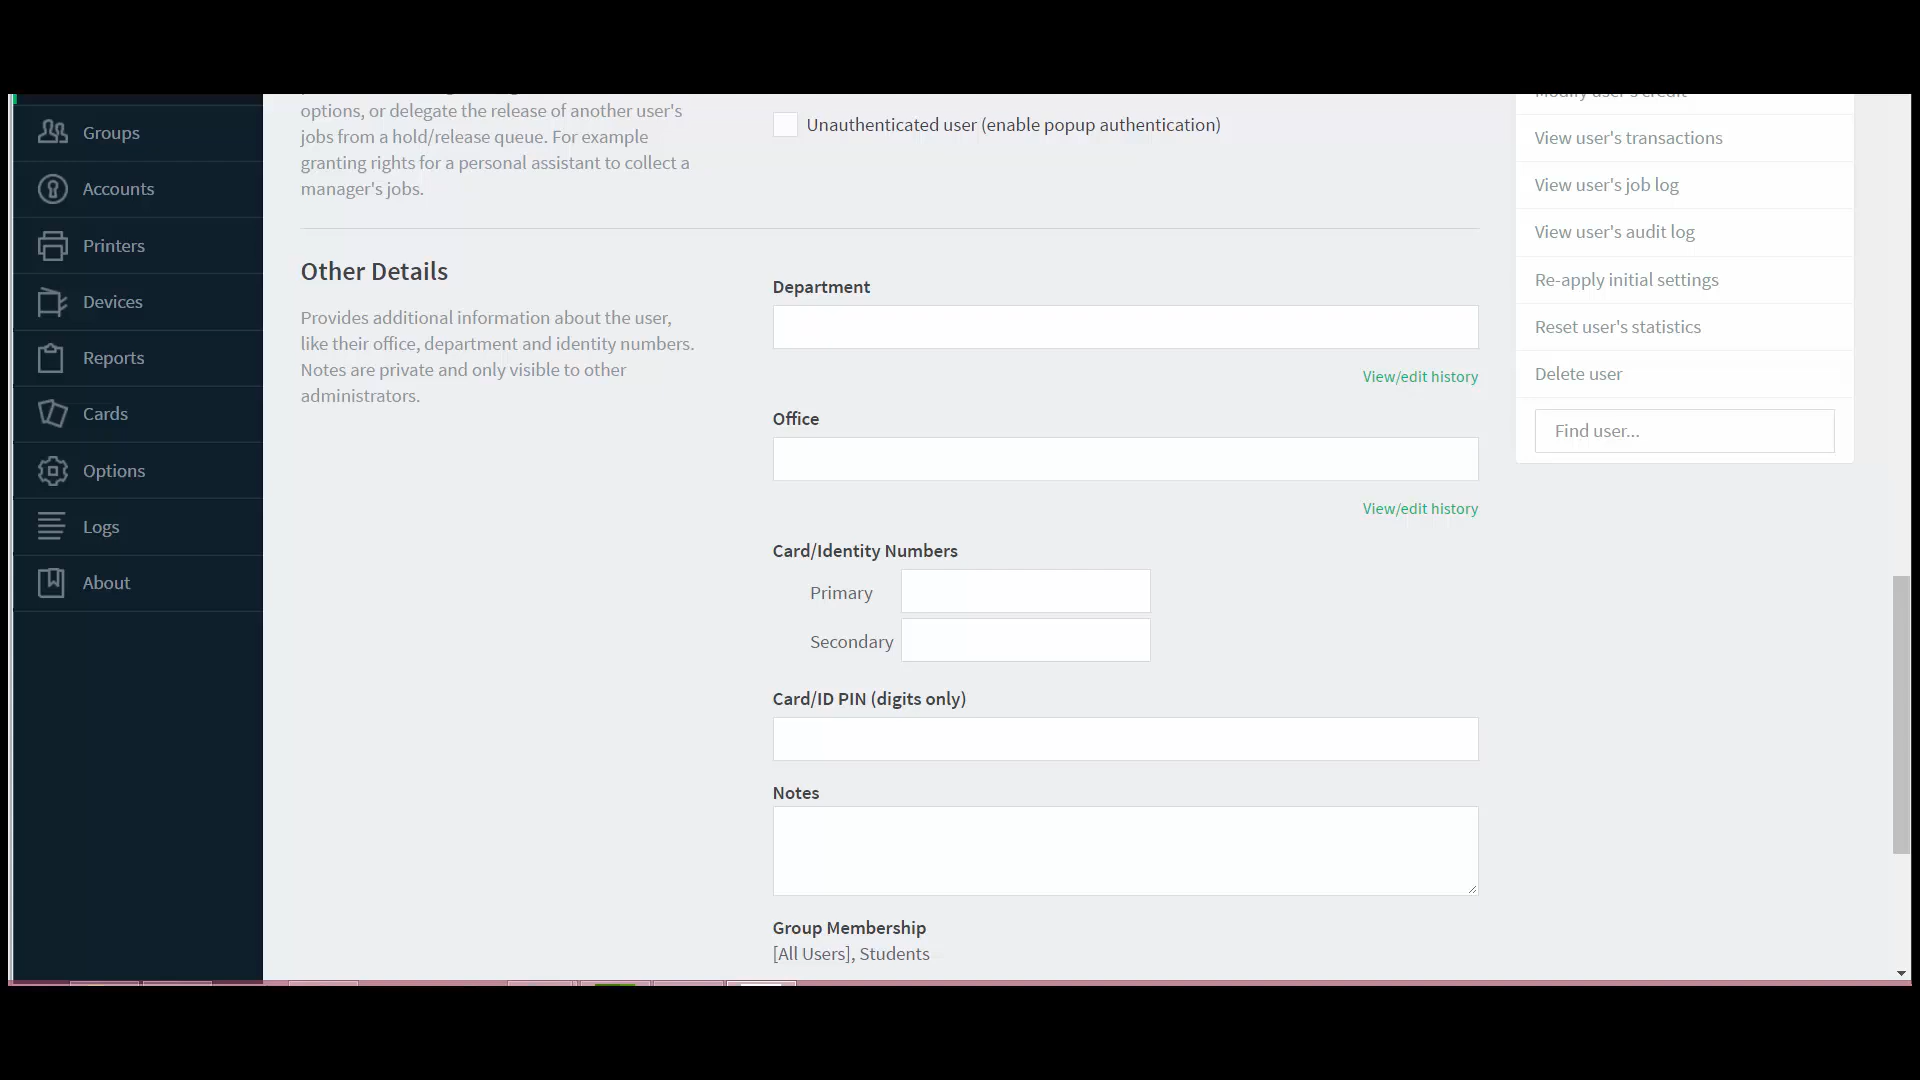 Groups
Accounts
Printers
Devices
Reports
Cards
Options
Logs
About
options, or delegate the release of another user's
jobs from a hold/release queue. For example
granting rights for a personal assistant to collect a
manager's jobs.
Unauthenticated user (enable popup authentication)
Other Details
Provides additional information about the user,
like their office, department and identity numbers.
Notes are private and only visible to other
administrators.
Department
View/edit history
Office
View/edit history
Card/Identity Numbers
Primary
Secondary
Card/ID PIN (digits only)
Notes
Group Membership
[All Users], Students
Modify user's credit
View user's transactions
View user's job log
View user's audit log
Re-apply initial settings
Reset user's statistics
Delete user
Find user...